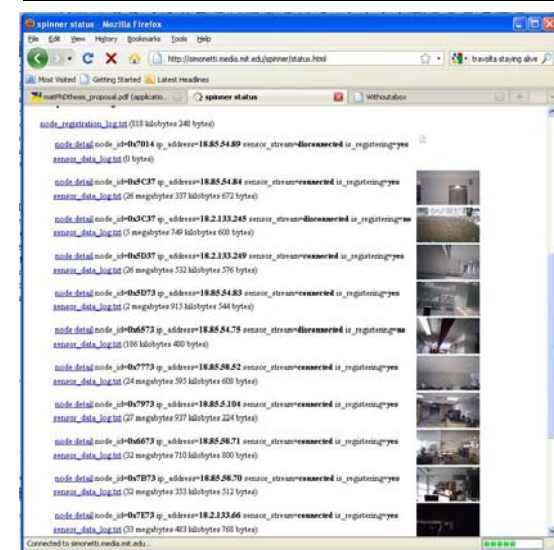 spinner status - Mozilla Firefox
File Edit View History Bookmarks Tools Help
http://simonetti.media.mit.edu/spinner/status.html
travolta staying alive
Most Visited Getting Started Latest Headlines
mattPhDthesis_proposal.pdf (applicatio...
spinner status
Withoutabox
node_registration_log.txt (818 kilobytes 248 bytes)
node detail node_id=0x7014 ip_address=18.85.54.89 sensor_stream=disconnected is_registering=yes
sensor_data_log.txt (0 bytes)
node detail node_id=0x5C37 ip_address=18.85.54.84 sensor_stream=connected is_registering=yes
sensor_data_log.txt (26 megabytes 337 kilobytes 672 bytes)
node detail node_id=0x3C37 ip_address=18.2.133.245 sensor_stream=disconnected is_registering=no
sensor_data_log.txt (5 megabytes 749 kilobytes 608 bytes)
node detail node_id=0x5D37 ip_address=18.2.133.249 sensor_stream=connected is_registering=yes
sensor_data_log.txt (26 megabytes 532 kilobytes 576 bytes)
node detail node_id=0x5D73 ip_address=18.85.54.83 sensor_stream=connected is_registering=yes
sensor_data_log.txt (2 megabytes 915 kilobytes 544 bytes)
node detail node_id=0x6573 ip_address=18.85.54.75 sensor_stream=disconnected is_registering=no
sensor_data_log.txt (186 kilobytes 480 bytes)
node detail node_id=0x7773 ip_address=18.85.58.52 sensor_stream=connected is_registering=yes
sensor_data_log.txt (24 megabytes 595 kilobytes 608 bytes)
node detail node_id=0x7973 ip_address=18.85.5.104 sensor_stream=connected is_registering=yes
sensor_data_log.txt (27 megabytes 937 kilobytes 224 bytes)
node detail node_id=0x6673 ip_address=18.85.58.71 sensor_stream=connected is_registering=yes
sensor_data_log.txt (32 megabytes 710 kilobytes 800 bytes)
node detail node_id=0x7B73 ip_address=18.85.58.70 sensor_stream=connected is_registering=yes
sensor_data_log.txt (32 megabytes 353 kilobytes 512 bytes)
node detail node_id=0x7E73 ip_address=18.2.133.66 sensor_stream=connected is_registering=yes
sensor_data_log.txt (33 megabytes 483 kilobytes 768 bytes)
Connected to simonetti.media.mit.edu...